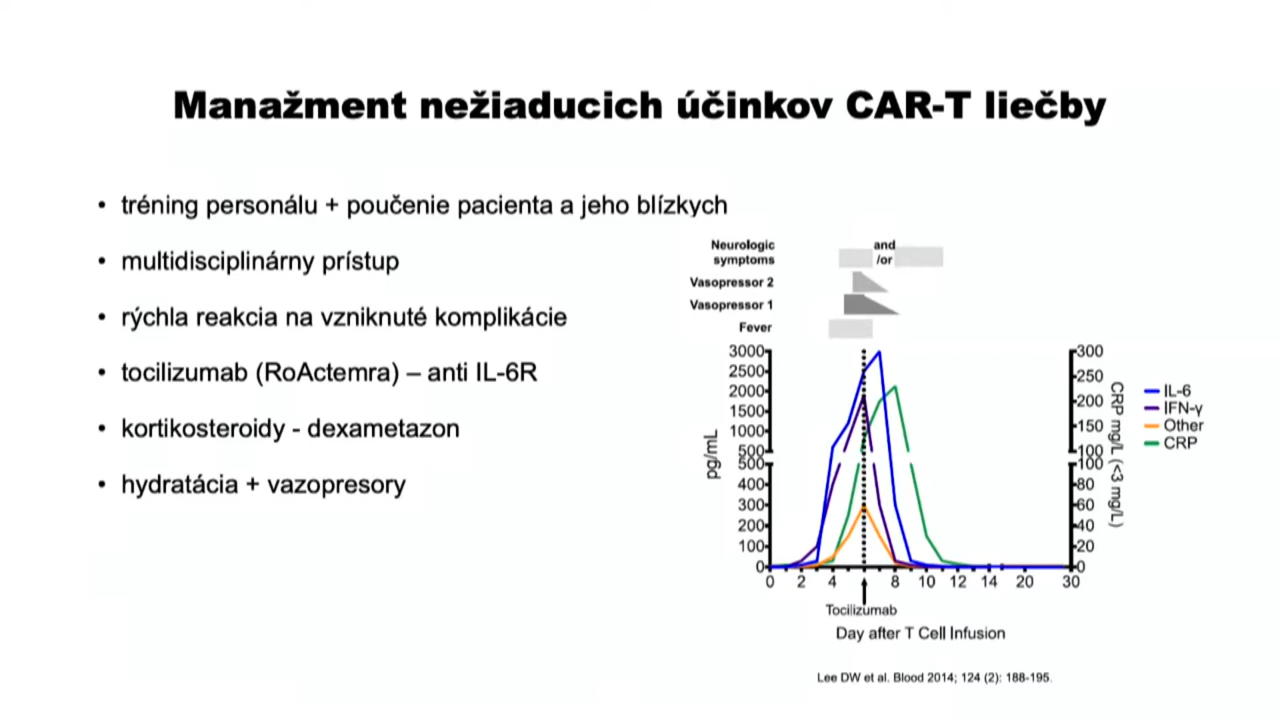 Manažment nežiaducich účinkov CAR-T liečby
• tréning personálu + poučenie pacienta a jeho blízkych
• multidisciplinárny prístup
• rýchla reakcia na vzniknuté komplikácie
• tocilizumab (RoActemra) – anti IL-6R
• kortikosteroidy - dexametazon
• hydratácia + vazopresory
Neurologic symptoms
and /or
Vasopressor 2
Vasopressor 1
Fever
3000
2500
2000
1500
1000
500
500
400
300
200
100
0
pg/mL
300
250
200
150
100
100
80
60
40
20
0
CRP mg/L (<3 mg/L)
IL-6
IFN-γ
Other
CRP
0 2 4 8 10 12 14 20 30
Tocilizumab
Day after T Cell Infusion
Lee DW et al. Blood 2014; 124 (2): 188-195.